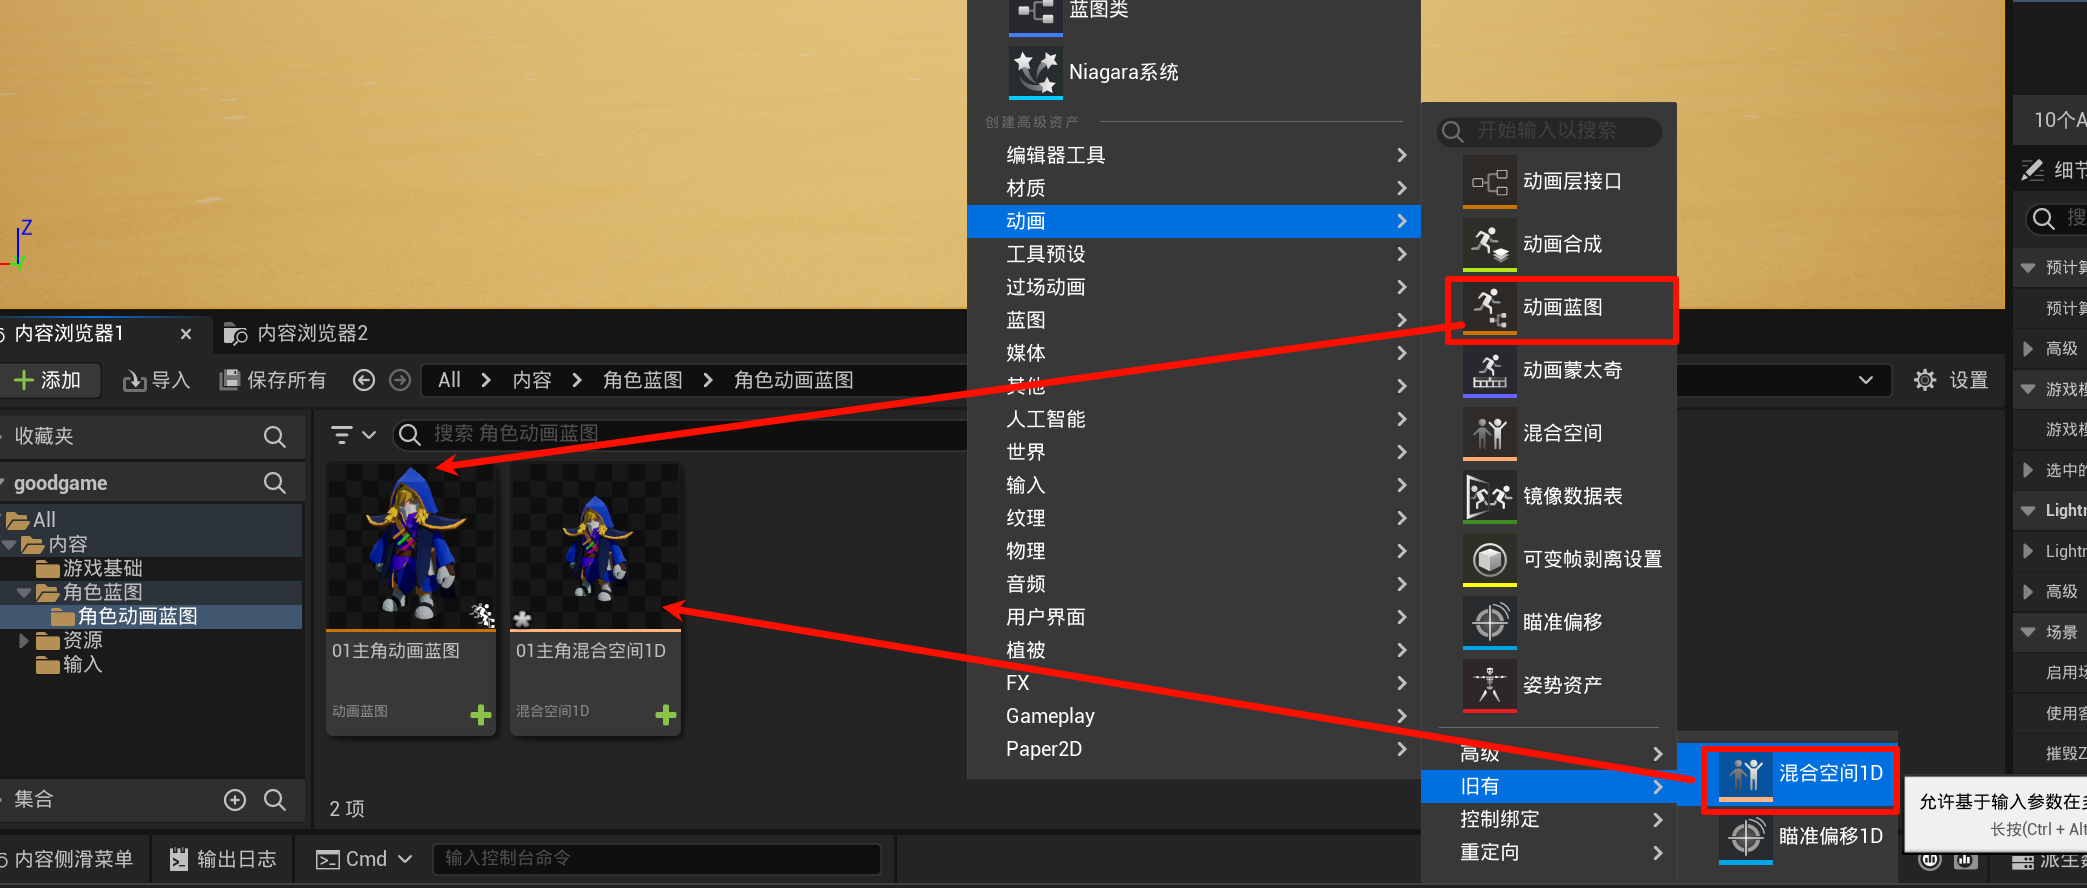 蓝图类
Niagara系统
创建高级资产
编辑器工具
材质
动画
工具预设
过场动画
蓝图
媒体
其他
人工智能
世界
输入
纹理
物理
音频
用户界面
植被
FX
Gameplay
Paper2D
开始输入以搜索
动画层接口
动画合成
动画蓝图
动画蒙太奇
混合空间
镜像数据表
可变帧剥离设置
瞄准偏移
姿势资产
高级
旧有
控制绑定
重定向
混合空间1D
瞄准偏移1D
允许基于输入参数在
长按(Ctrl + Alt
Z
Y
内容浏览器1
内容浏览器2
添加
导入
保存所有
All
内容
角色蓝图
角色动画蓝图
设置
收藏夹
搜索 角色动画蓝图
goodgame
All
内容
游戏基础
角色蓝图
角色动画蓝图
资源
输入
01主角动画蓝图
动画蓝图
01主角混合空间1D
混合空间1D
集合
2 项
内容侧滑菜单
输出日志
Cmd
输入控制台命令
10个A
细节
搜
预计算
预计算
高级
游戏模
游戏模
选中的
Lightm
Lightm
高级
场景
启用场
使用客
摧毁Z
派生数